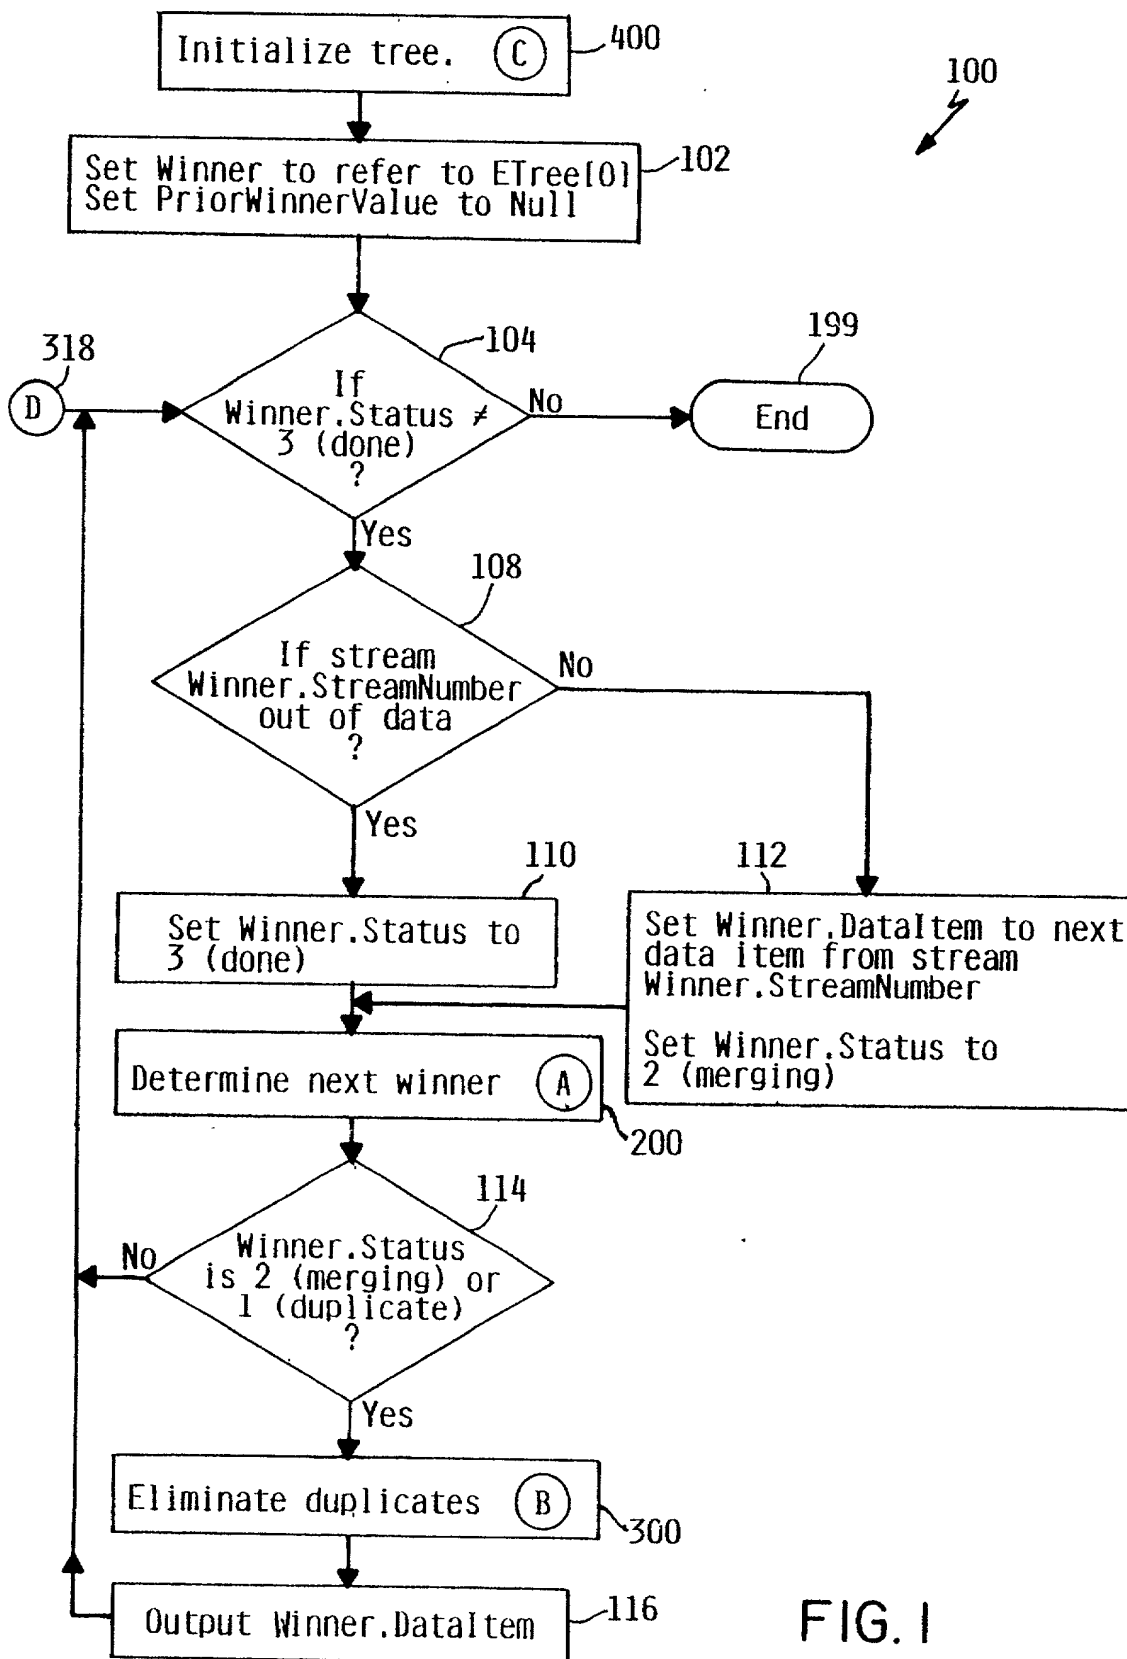 Initialize tree. C
400
100
Set Winner to refer to ETree[0]
Set PriorWinnerValue to Null
102
318
D
104
If
Winner.Status ≠
3 (done)
?
No
199
End
Yes
108
If stream
Winner.StreamNumber
out of data
?
No
Yes
110
Set Winner.Status to
3 (done)
112
Set Winner.DataItem to next
data item from stream
Winner.StreamNumber
Set Winner.Status to
2 (merging)
Determine next winner A
200
114
Winner.Status
is 2 (merging) or
1 (duplicate)
?
No
Yes
Eliminate duplicates B
300
Output Winner.DataItem
116
FIG. 1